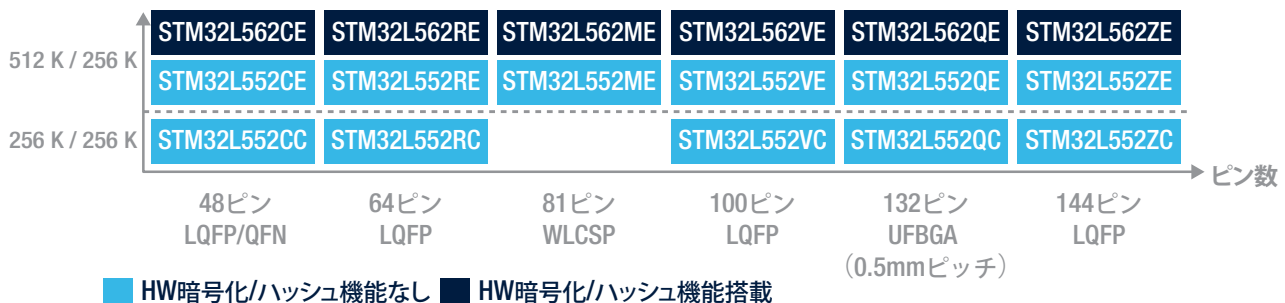 STM32L562CE STM32L562RE STM32L562ME STM32L562VE STM32L562QE STM32L562ZE
512 K / 256 K
STM32L552CE STM32L552RE STM32L552ME STM32L552VE STM32L552QE STM32L552ZE
256 K / 256 K STM32L552CC STM32L552RC STM32L552VC STM32L552QC STM32L552ZC
ピン数
48ピン 64ピン 81ピン 100ピン 132ピン 144ピン
LQFP/QFN LQFP WLCSP LQFP UFBGA LQFP
（0.5mmピッチ）
HW暗号化/ハッシュ機能なし HW暗号化/ハッシュ機能搭載